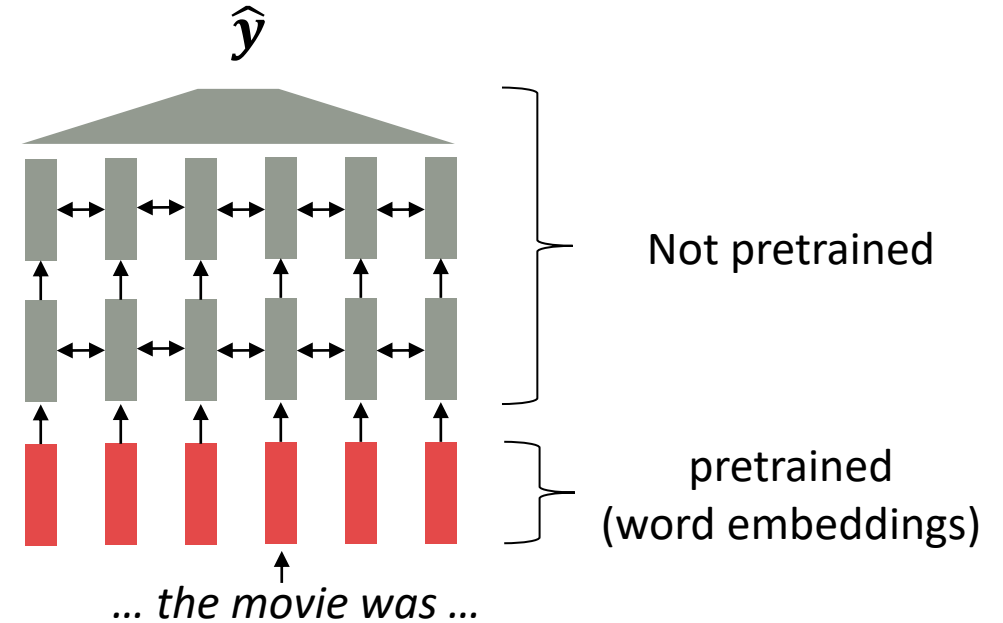 ŷ
Not pretrained
pretrained
(word embeddings)
… the movie was …